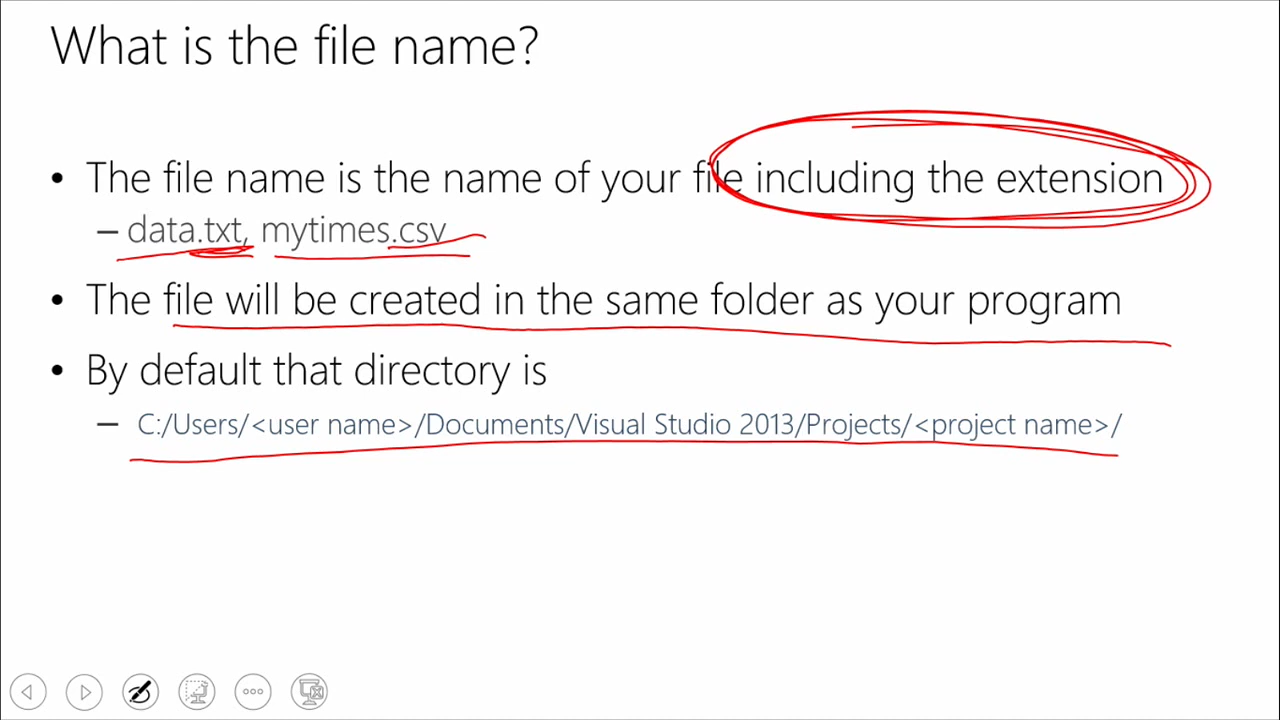 What is the file name?
• The file name is the name of your file including the extension
– data.txt, mytimes.csv
• The file will be created in the same folder as your program
• By default that directory is
– C:/Users/<user name>/Documents/Visual Studio 2013/Projects/<project name>/